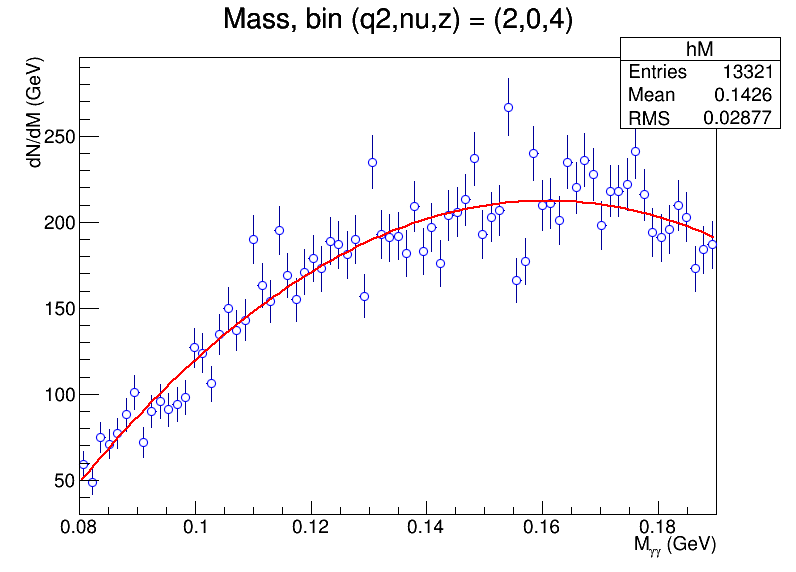 Mass, bin (q2,nu,z) = (2,0,4)
hM
Entries 13321
Mean 0.1426
RMS 0.02877
dN/dM (GeV)
250
200
150
100
50
0.08 0.1 0.12 0.14 0.16 0.18
Mγγ (GeV)